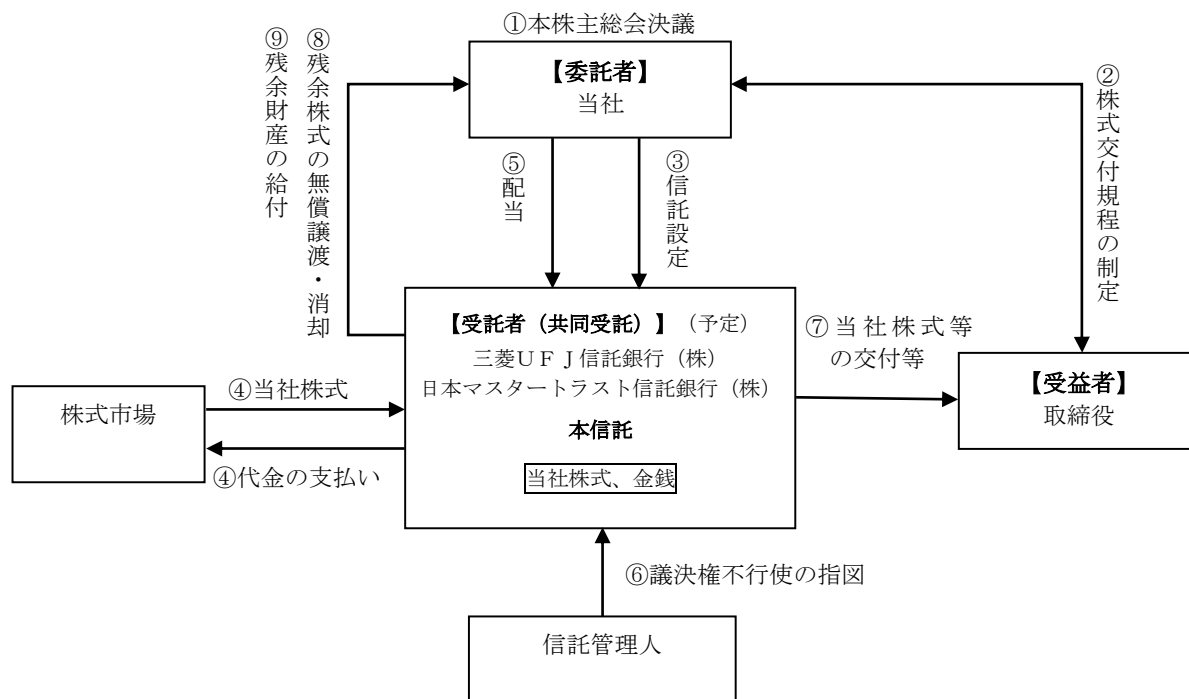 ①本株主総会決議
【委託者】
当社
⑨残余財産の給付
⑧残余株式の無償譲渡・消却
②株式交付規程の制定
⑤配当
③信託設定
【受託者（共同受託）】（予定）
三菱UFJ信託銀行（株）
日本マスタートラスト信託銀行（株）
本信託
当社株式、金銭
⑦当社株式等
の交付等
【受益者】
取締役
株式市場
④当社株式
④代金の支払い
⑥議決権不行使の指図
信託管理人